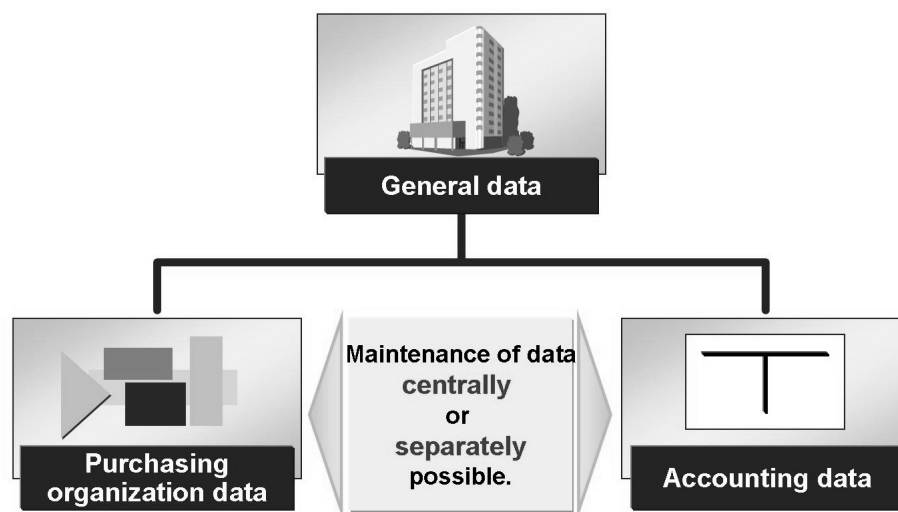 General data
Maintenance of data
centrally
or
separately
possible.
Purchasing
organization data
Accounting data